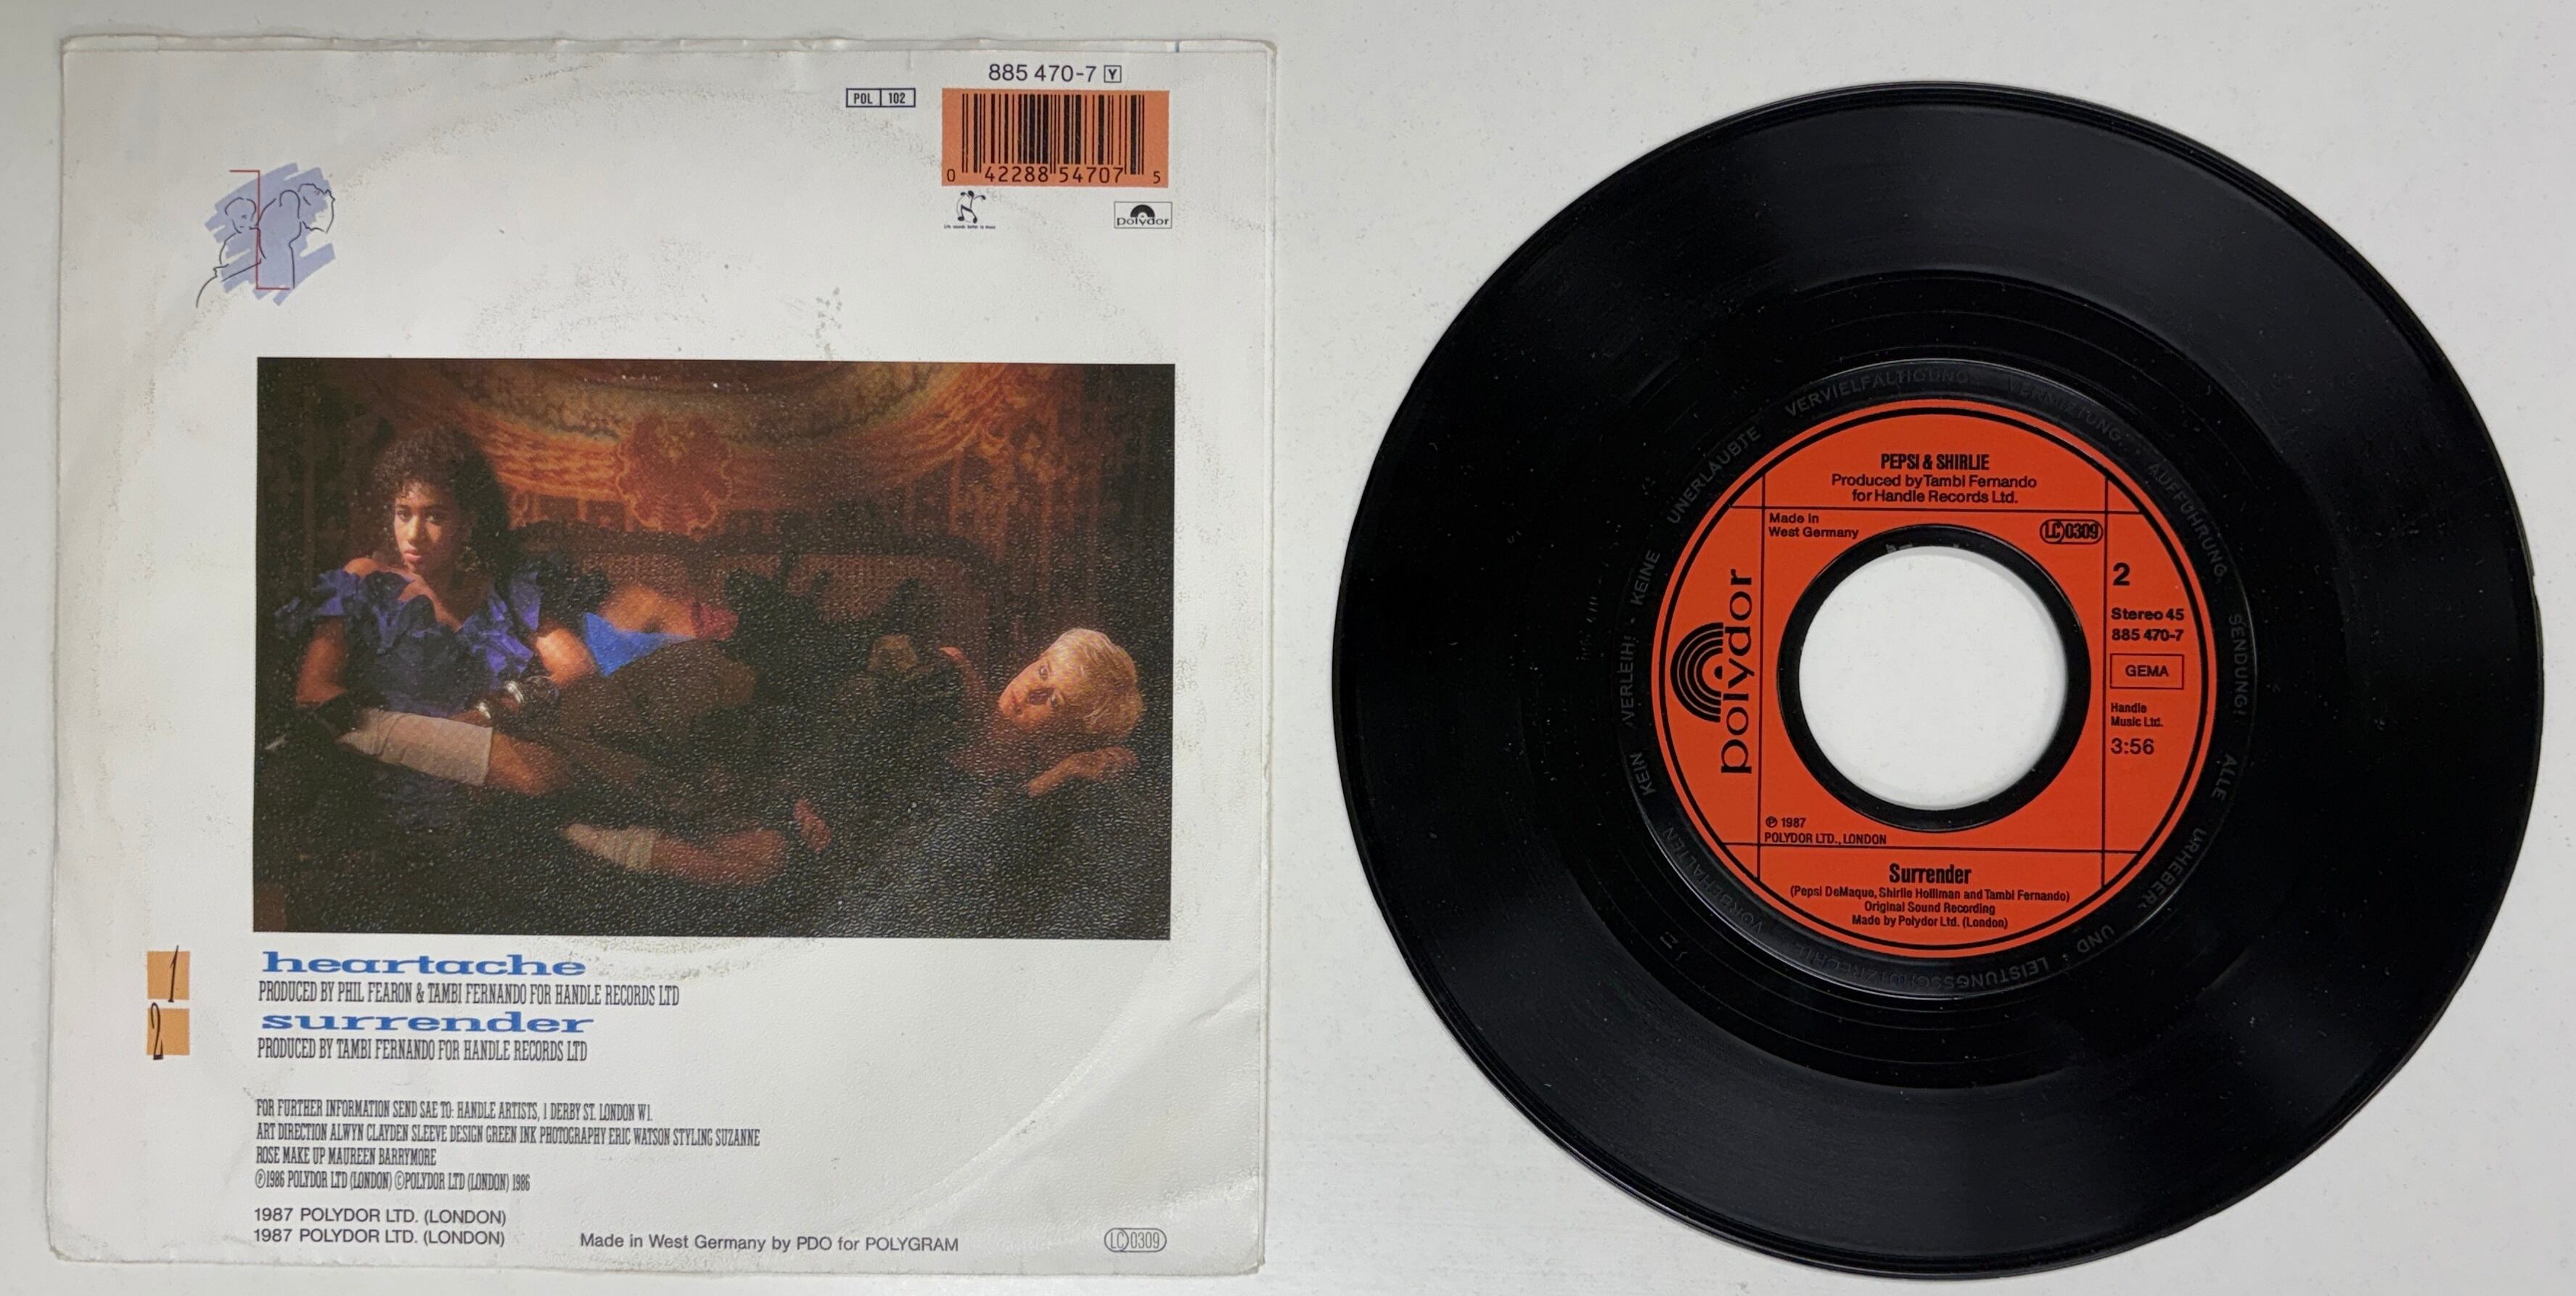 885 470-7 Y
POL 102
0 42288 54707 5
polydor
1
heartache
PRODUCED BY PHIL FEARON & TAMBI FERNANDO FOR HANDLE RECORDS LTD
2
surrender
PRODUCED BY TAMBI FERNANDO FOR HANDLE RECORDS LTD
FOR FURTHER INFORMATION SEND SAE TO: HANDLE ARTISTS, 1 DERBY ST. LONDON W1.
ART DIRECTION ALWYN CLAYDEN SLEEVE DESIGN GREEN INK PHOTOGRAPHY ERIC WATSON STYLING SUZANNE
ROSE MAKE UP MAUREEN BARRYMORE
℗1986 POLYDOR LTD (LONDON) ©POLYDOR LTD (LONDON) 1986
1987 POLYDOR LTD. (LONDON)
1987 POLYDOR LTD. (LONDON)
Made in West Germany by PDO for POLYGRAM
LC 0309
PEPSI & SHIRLIE
Produced by Tambi Fernando
for Handle Records Ltd.
Made in
West Germany
LC 0309
polydor
2
Stereo 45
885 470-7
GEMA
Handle
Music Ltd.
3:56
℗ 1987
POLYDOR LTD., LONDON
Surrender
(Pepsi DeMaque, Shirlie Holliman and Tambi Fernando)
Original Sound Recording
Made by Polydor Ltd. (London)
ALLE URHEBER- UND LEISTUNGSSCHUTZRECHTE VORBEHALTEN KEIN VERLEIH! - KEINE UNERLAUBTE VERVIELFÄLTIGUNG VERMIETUNG, AUFFÜHRUNG, SENDUNG!